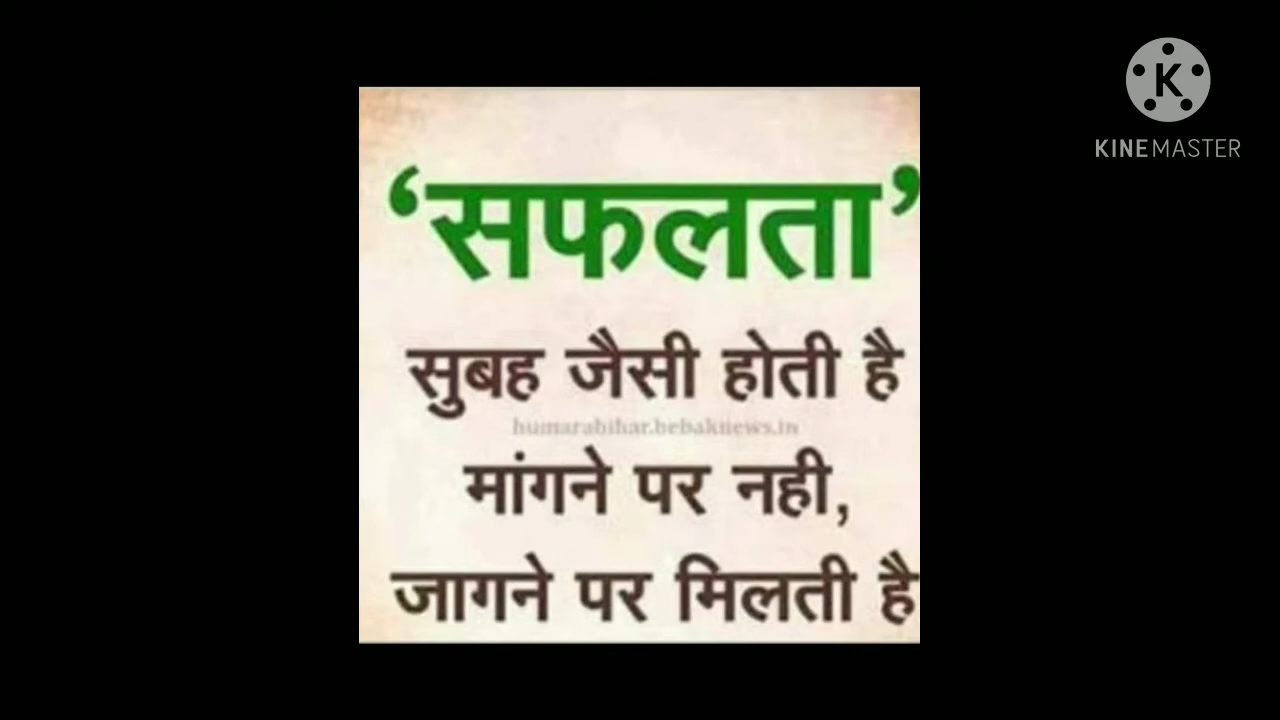 KINEMASTER
‘सफलता’
सुबह जैसी होती है
humarabihar.bebaknews.in
मांगने पर नही,
जागने पर मिलती है